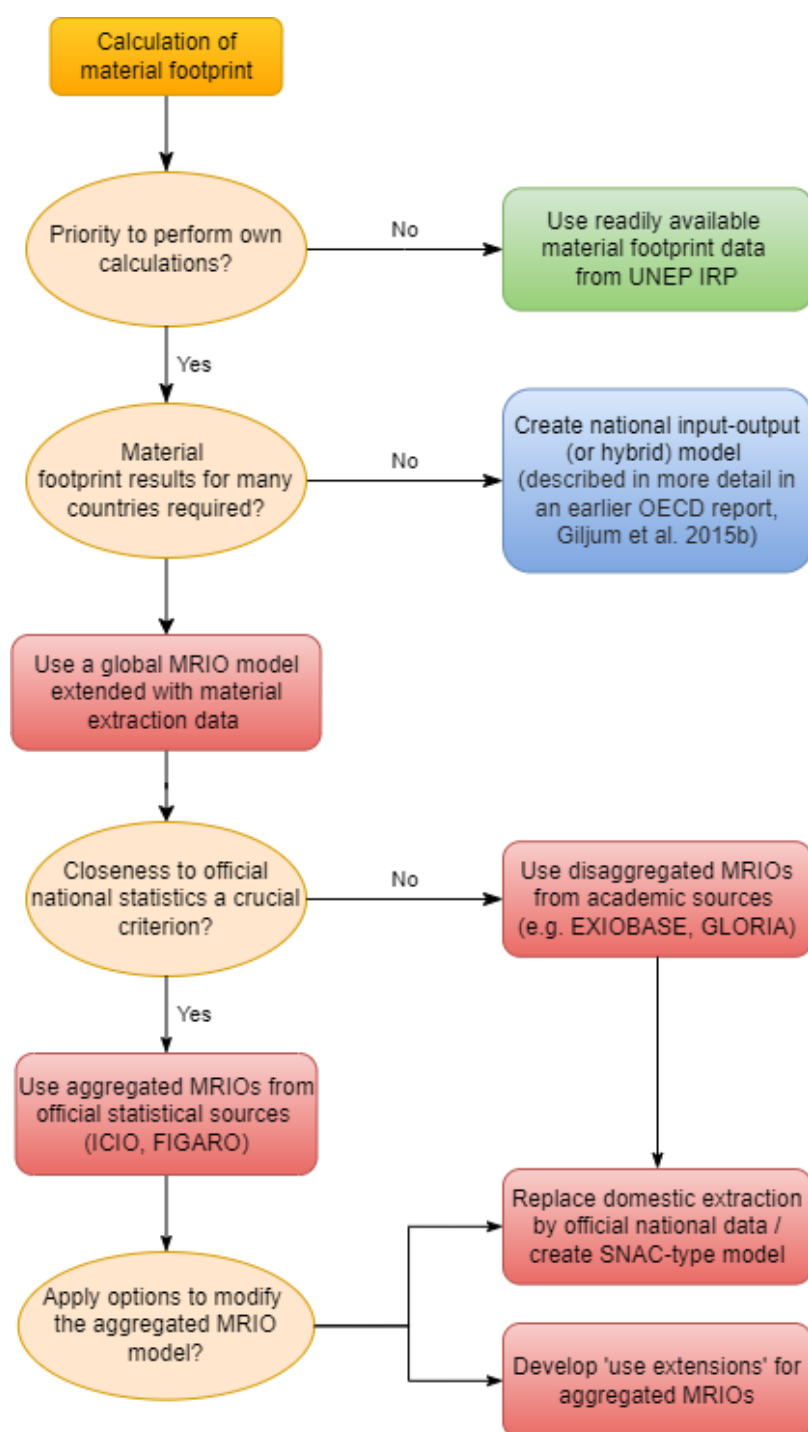 Calculation of
material footprint
Priority to perform own
calculations?
No
Use readily available
material footprint data
from UNEP IRP
Yes
Material
footprint results for many
countries required?
No
Create national input-output
(or hybrid) model
(described in more detail in
an earlier OECD report,
Giljum et al. 2015b)
Use a global MRIO model
extended with material
extraction data
Closeness to official
national statistics a crucial
criterion?
No
Use disaggregated MRIOs
from academic sources
(e.g. EXIOBASE, GLORIA)
Yes
Use aggregated MRIOs from
official statistical sources
(ICIO, FIGARO)
Replace domestic extraction
by official national data /
create SNAC-type model
Apply options to modify
the aggregated MRIO
model?
Develop 'use extensions' for
aggregated MRIOs